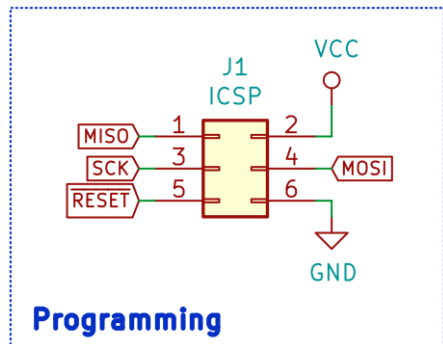 VCC
J1
ICSP
MISO 1 2
SCK 3 4 MOSI
RESET 5 6
GND
Programming